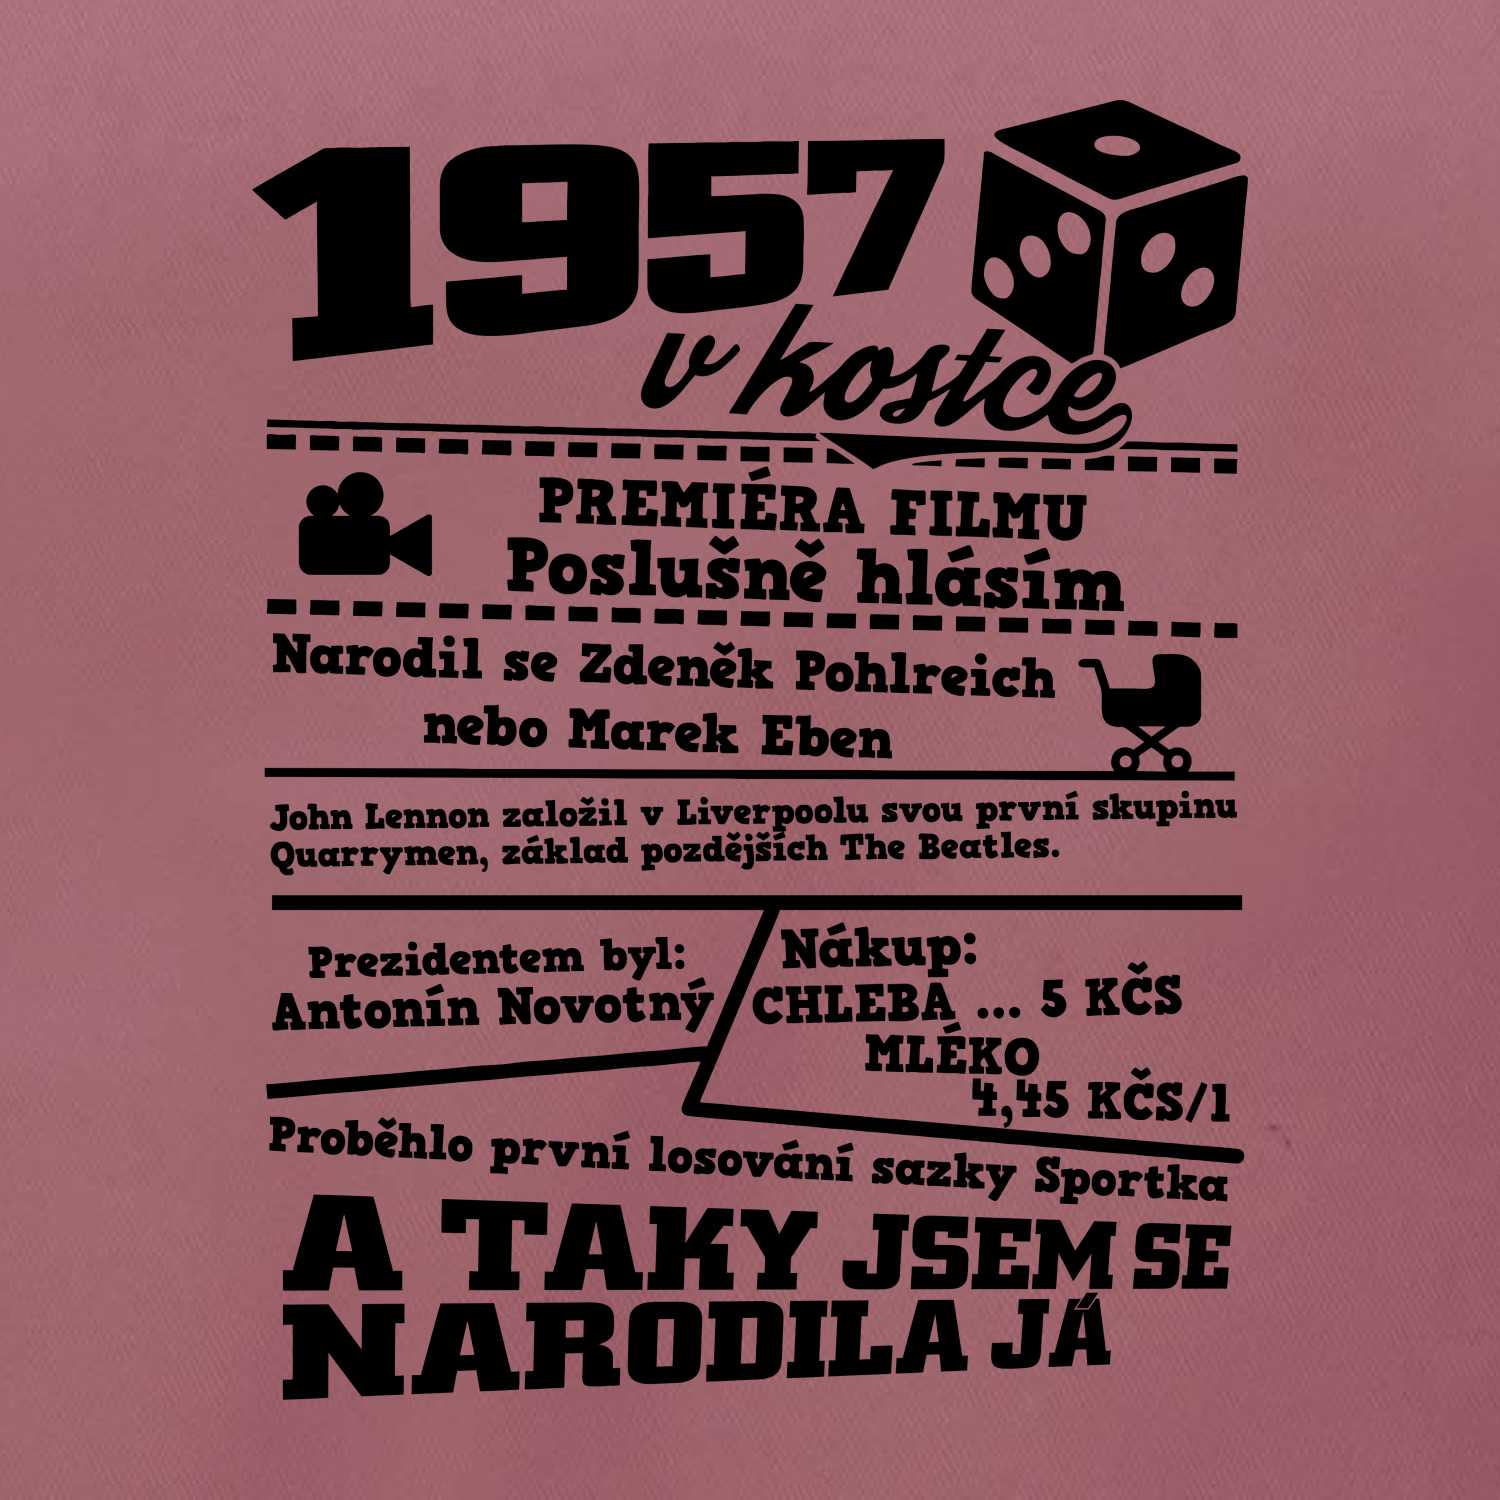 1957
v kostce
PREMIÉRA FILMU
Poslušně hlásím
Narodil se Zdeněk Pohlreich
nebo Marek Eben
John Lennon založil v Liverpoolu svou první skupinu
Quarrymen, základ pozdějších The Beatles.
Prezidentem byl:
Antonín Novotný
Nákup:
CHLEBA ... 5 KČS
MLÉKO
4,45 KČS/l
Proběhlo první losování sazky Sportka
A TAKY JSEM SE
NARODILA JÁ